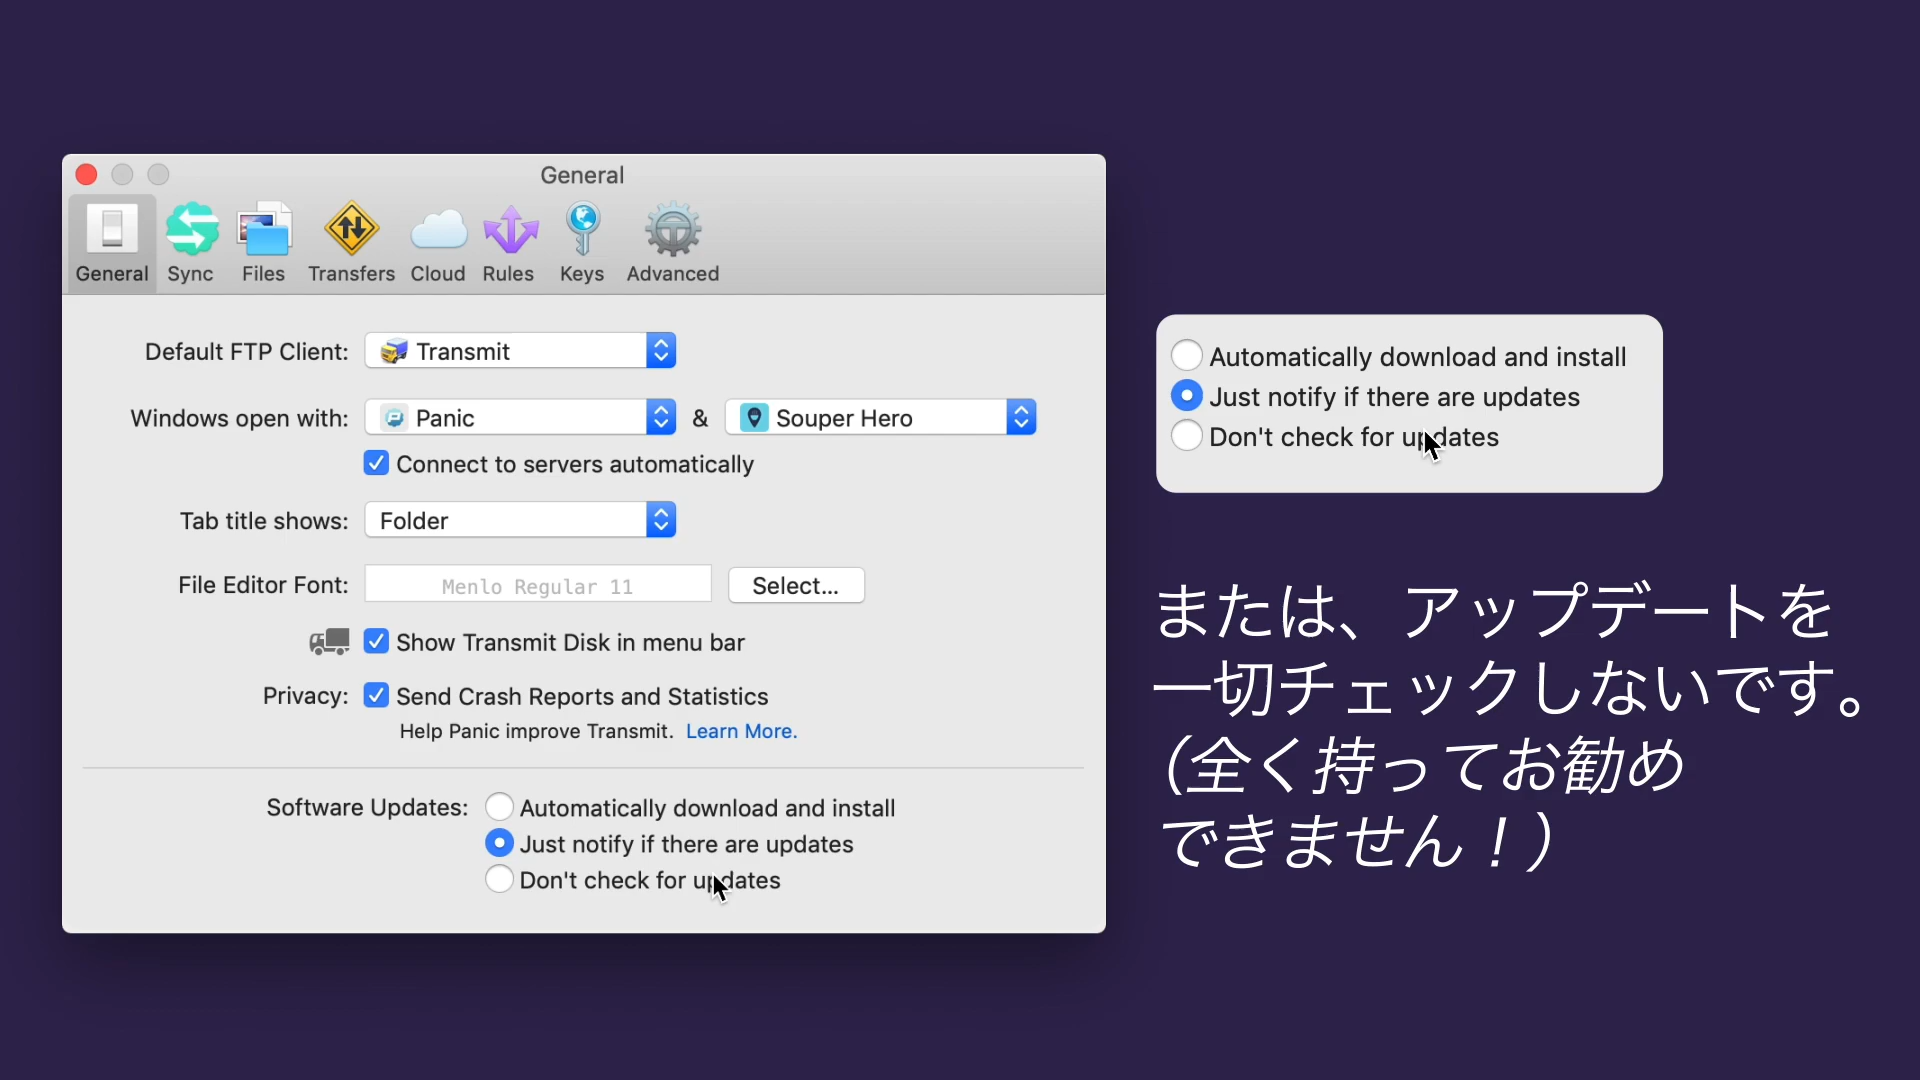 General
General Sync Files Transfers Cloud Rules Keys Advanced
Default FTP Client: Transmit
Windows open with: Panic & Souper Hero
Connect to servers automatically
Tab title shows: Folder
File Editor Font: Menlo Regular 11 Select...
Show Transmit Disk in menu bar
Privacy: Send Crash Reports and Statistics
Help Panic improve Transmit. Learn More.
Software Updates: Automatically download and install
Just notify if there are updates
Don't check for updates
Automatically download and install
Just notify if there are updates
Don't check for updates
または、アップデートを
一切チェックしないです。
（全く持ってお勧め
できません！）